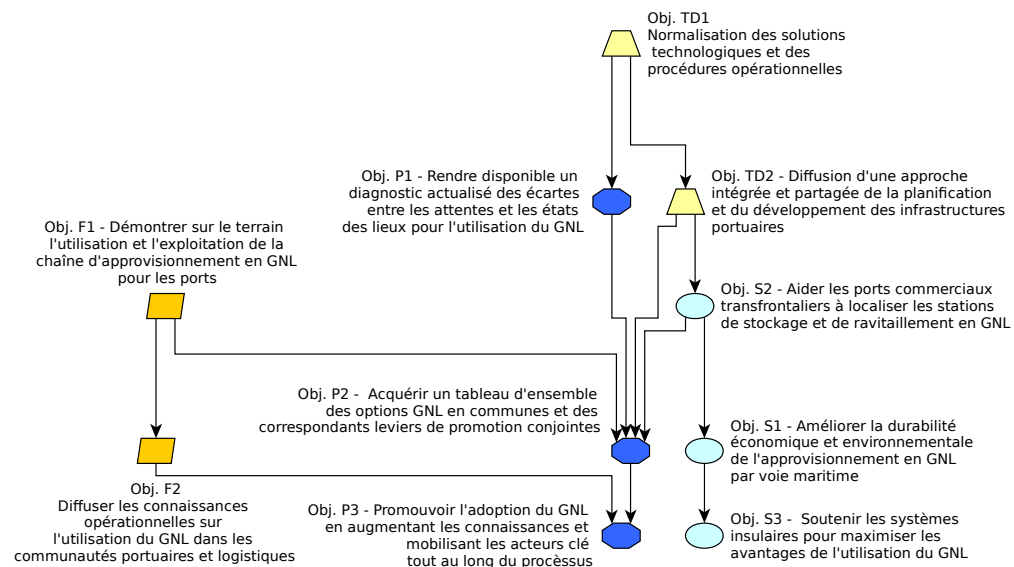 Obj. TD1
Normalisation des solutions
technologiques et des
procédures opérationnelles
Obj. P1 - Rendre disponible un
diagnostic actualisé des écartes
entre les attentes et les états
des lieux pour l'utilisation du GNL
Obj. TD2 - Diffusion d'une approche
intégrée et partagée de la planification
et du développement des infrastructures
portuaires
Obj. F1 - Démontrer sur le terrain
l'utilisation et l'exploitation de la
chaîne d'approvisionnement en GNL
pour les ports
Obj. S2 - Aider les ports commerciaux
transfrontaliers à localiser les stations
de stockage et de ravitaillement en GNL
Obj. P2 - Acquérir un tableau d'ensemble
des options GNL en communes et des
correspondants leviers de promotion conjointes
Obj. S1 - Améliorer la durabilité
économique et environnementale
de l'approvisionnement en GNL
par voie maritime
Obj. F2
Diffuser les connaissances
opérationnelles sur
l'utilisation du GNL dans les
communautés portuaires et logistiques
Obj. P3 - Promouvoir l'adoption du GNL
en augmentant les connaissances et
mobilisant les acteurs clé
tout au long du procèssus
Obj. S3 - Soutenir les systèmes
insulaires pour maximiser les
avantages de l'utilisation du GNL